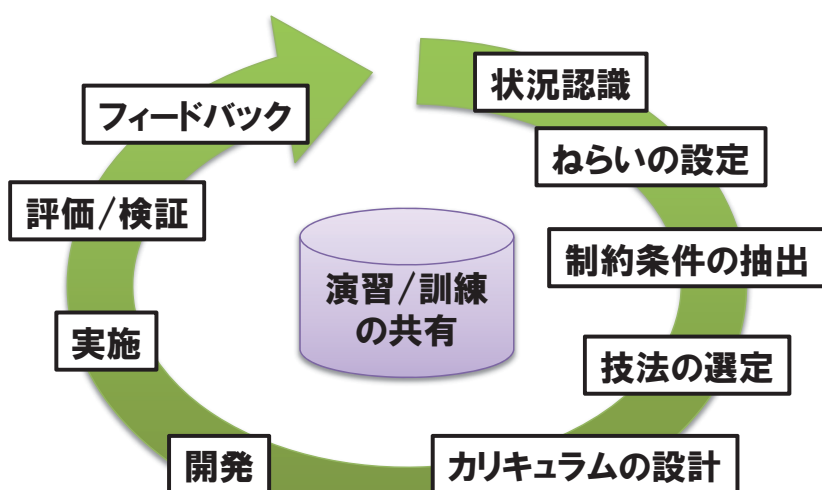 状況認識
ねらいの設定
制約条件の抽出
技法の選定
カリキュラムの設計
開発
実施
評価/検証
フィードバック
演習/訓練
の共有